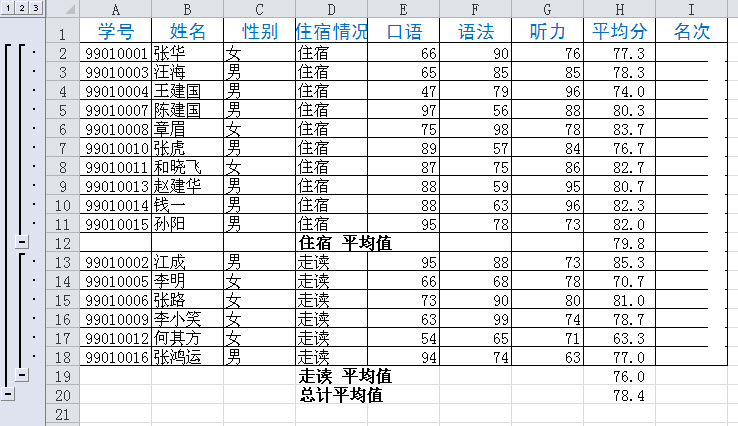 1 2 3 A B C D E F G H I
1 学号 姓名 性别 住宿情况 口语 语法 听力 平均分 名次
2 99010001 张华 女 住宿 66 90 76 77.3
3 99010003 汪海 男 住宿 65 85 85 78.3
4 99010004 王建国 男 住宿 47 79 96 74.0
5 99010007 陈建国 男 住宿 97 56 88 80.3
6 99010008 章眉 女 住宿 75 98 78 83.7
7 99010010 张虎 男 住宿 89 57 84 76.7
8 99010011 和晓飞 女 住宿 87 75 86 82.7
9 99010013 赵建华 男 住宿 88 59 95 80.7
10 99010014 钱一 男 住宿 88 63 96 82.3
11 99010015 孙阳 男 住宿 95 78 73 82.0
12 住宿 平均值 79.8
13 99010002 江成 男 走读 95 88 73 85.3
14 99010005 李明 女 走读 66 68 78 70.7
15 99010006 张路 女 走读 73 90 80 81.0
16 99010009 李小笑 女 走读 63 99 74 78.7
17 99010012 何其方 女 走读 54 65 71 63.3
18 99010016 张鸿运 男 走读 94 74 63 77.0
19 走读 平均值 76.0
20 总计平均值 78.4
21